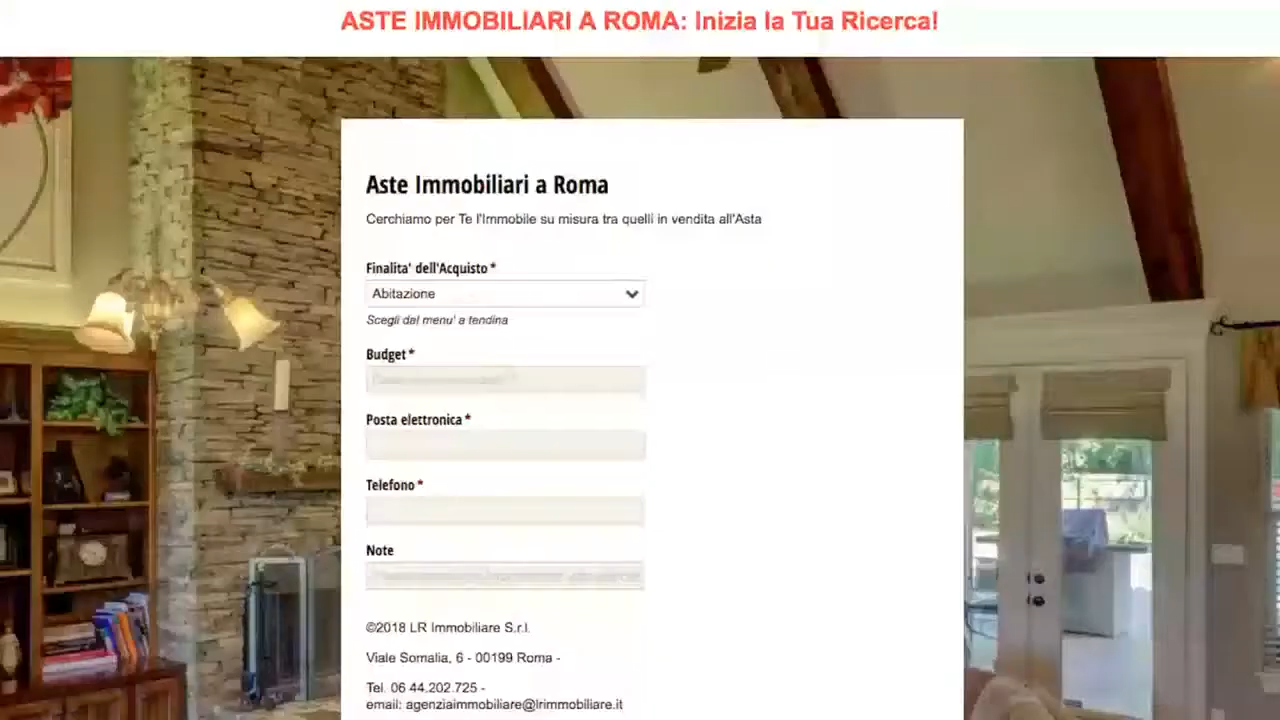 ASTE IMMOBILIARI A ROMA: Inizia la Tua Ricerca!
Aste Immobiliari a Roma
Cerchiamo per Te l'Immobile su misura tra quelli in vendita all'Asta
Finalita' dell'Acquisto *
Abitazione
Scegli dal menu' a tendina
Budget *
Posta elettronica *
Telefono *
Note
©2018 LR Immobiliare S.r.l.
Viale Somalia, 6 - 00199 Roma -
Tel. 06 44.202.725 -
email: agenziaimmobiliare@lrimmobiliare.it